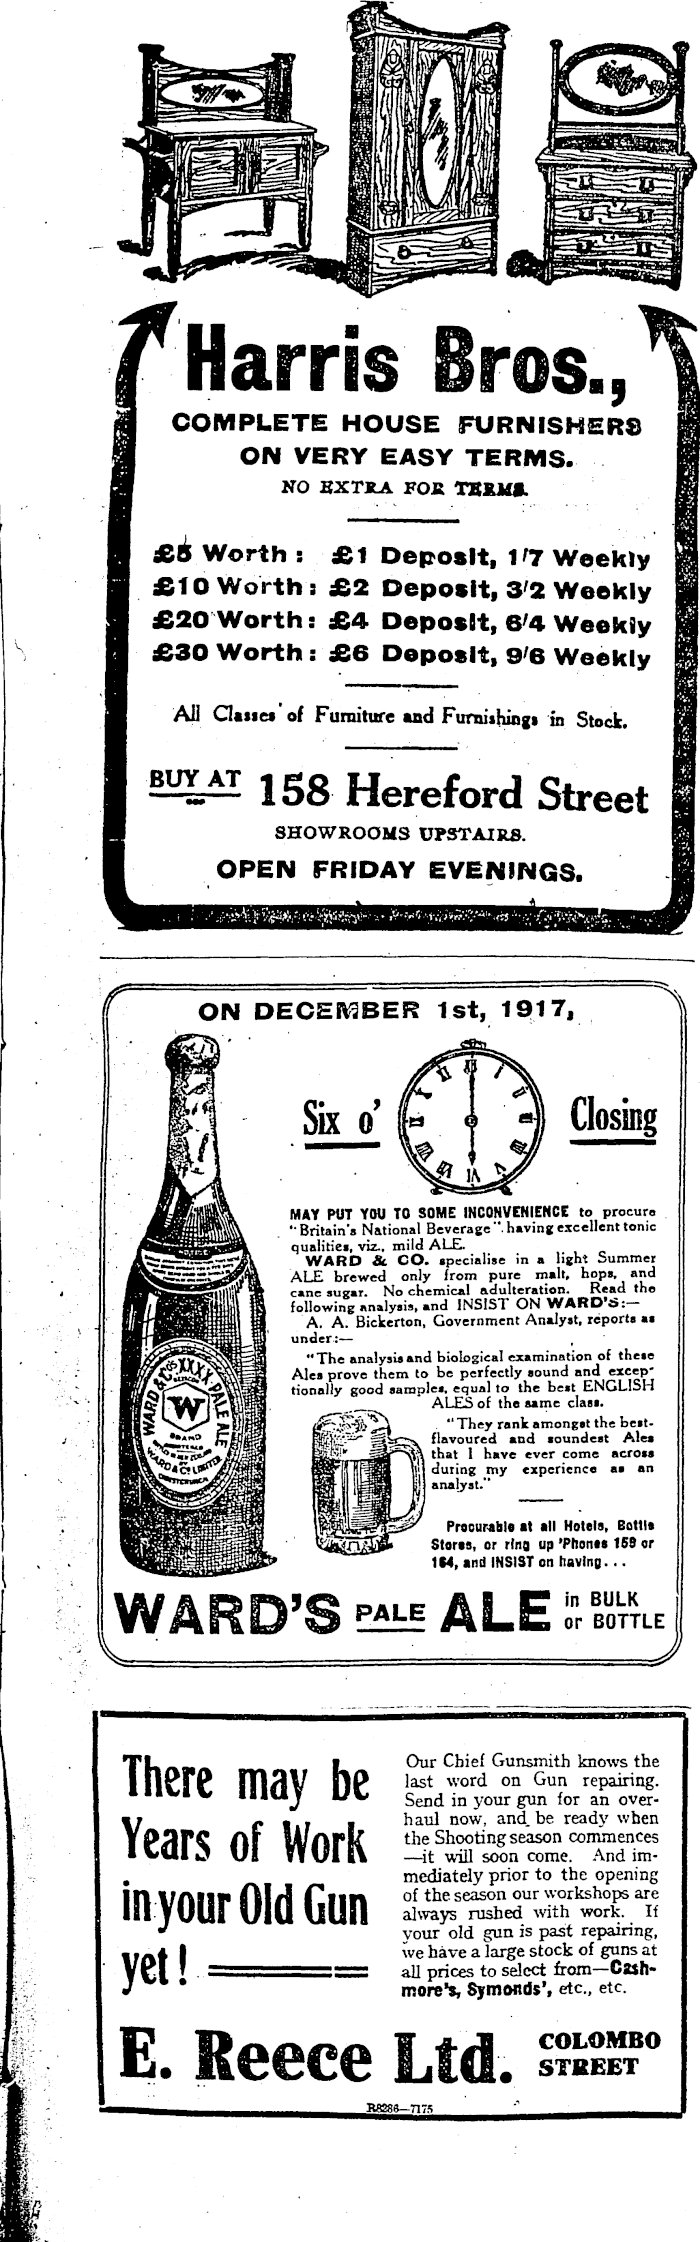 Harris Bros.,
COMPLETE HOUSE FURNISHERS
ON VERY EASY TERMS.
NO EXTRA FOR TERMS.
£5 Worth: £1 Deposit, 1/7 Weekly
£10 Worth: £2 Deposit, 3/2 Weekly
£20 Worth: £4 Deposit, 6/4 Weekly
£30 Worth: £6 Deposit, 9/6 Weekly
All Classes of Furniture and Furnishings in Stock.
BUY AT 158 Hereford Street
SHOWROOMS UPSTAIRS.
OPEN FRIDAY EVENINGS.
ON DECEMBER 1st, 1917,
Six o' Closing
MAY PUT YOU TO SOME INCONVENIENCE to procure
"Britain's National Beverage" having excellent tonic
qualities, viz., mild ALE.
WARD & CO. specialise in a light Summer
ALE brewed only from pure malt, hops, and
cane sugar. No chemical adulteration. Read the
following analysis, and INSIST ON WARD'S:—
A. A. Bickerton, Government Analyst, reports as
under:—
"The analysis and biological examination of these
Ales prove them to be perfectly sound and excep-
tionally good samples, equal to the best ENGLISH
ALES of the same class.
"They rank amongst the best-
flavoured and soundest Ales
that I have ever come across
during my experience as an
analyst."
Procurable at all Hotels, Bottle
Stores, or ring up 'Phones 159 or
164, and INSIST on having...
WARD & Co's XXXX PALE ALE
W
BRAND
WARD & Co LIMITED
CHRISTCHURCH
WARD'S PALE ALE in BULK
or BOTTLE
There may be
Years of Work
in your Old Gun
yet!
Our Chief Gunsmith knows the
last word on Gun repairing.
Send in your gun for an over-
haul now, and be ready when
the Shooting season commences
—it will soon come. And im-
mediately prior to the opening
of the season our workshops are
always rushed with work. If
your old gun is past repairing,
we have a large stock of guns at
all prices to select from—Cash-
more's, Symonds', etc., etc.
E. Reece Ltd. COLOMBO
STREET
R8286—7175